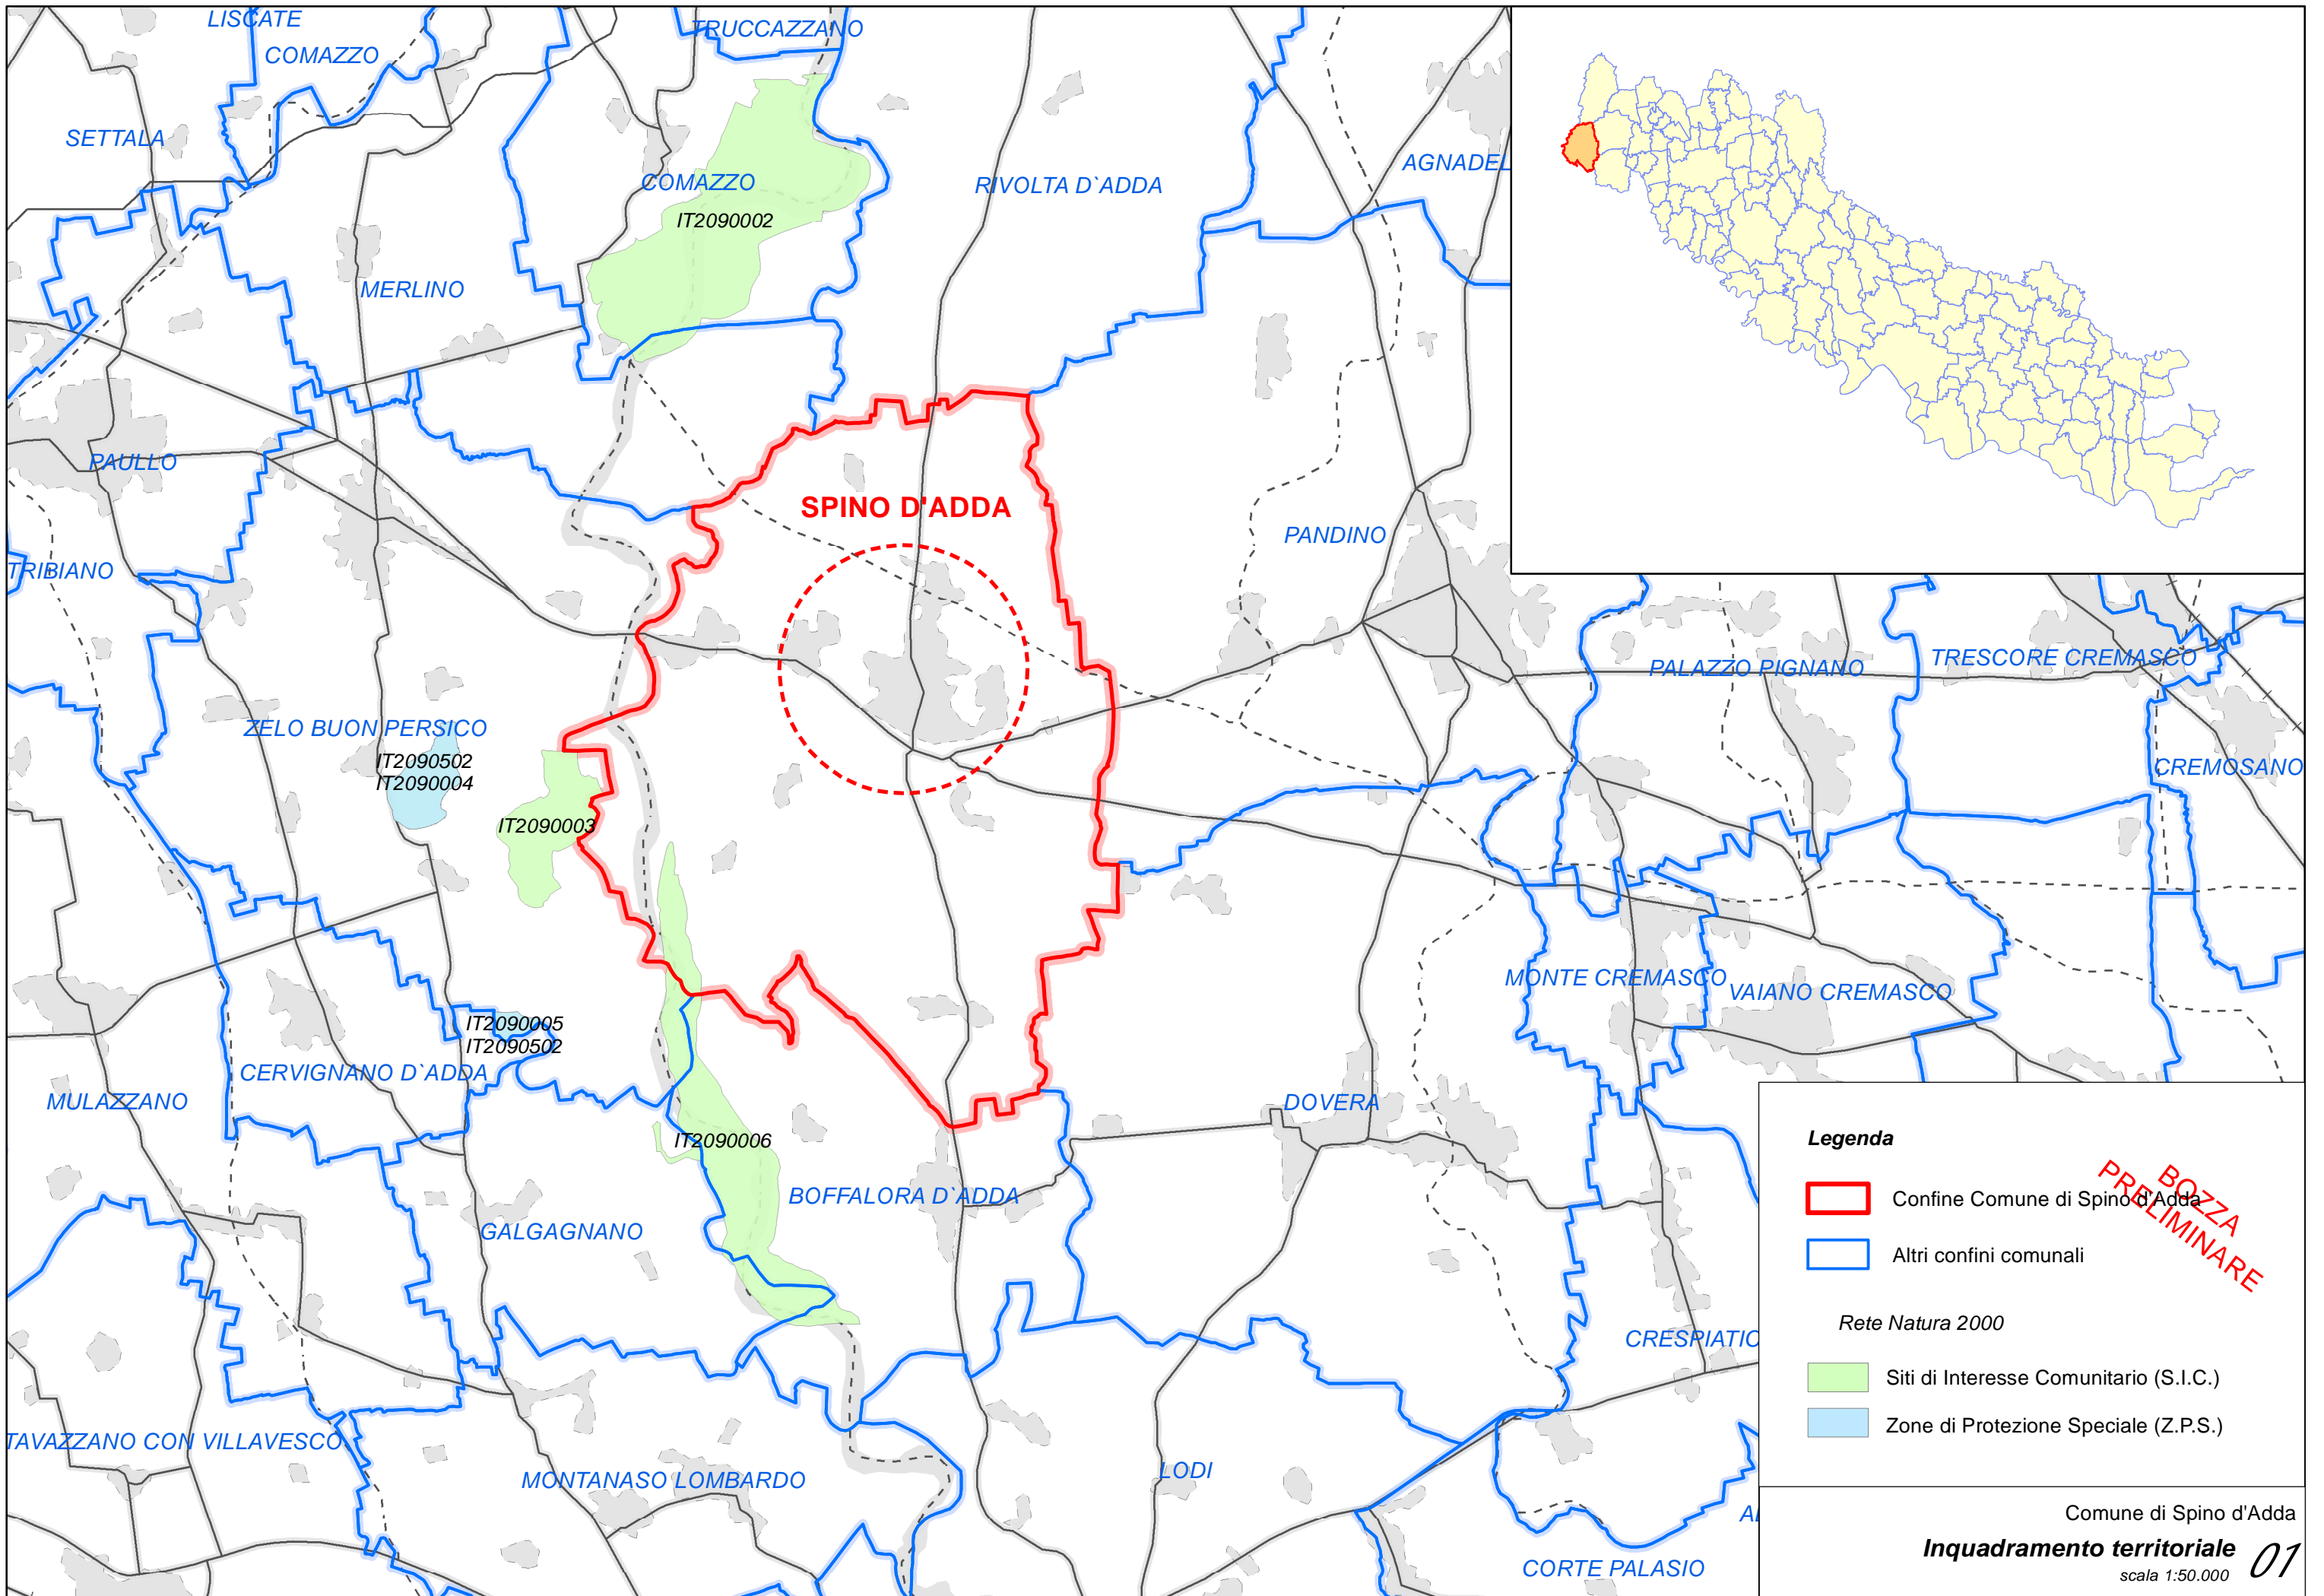 LISCATE
COMAZZO
TRUCCAZZANO
SETTALA
COMAZZO
IT2090002
RIVOLTA D`ADDA
AGNADEL
MERLINO
PAULLO
SPINO D'ADDA
PANDINO
TRIBIANO
PALAZZO PIGNANO
TRESCORE CREMASCO
ZELO BUON PERSICO
IT2090502
IT2090004
CREMOSANO
IT2090003
MONTE CREMASCO
VAIANO CREMASCO
IT2090005
IT2090502
CERVIGNANO D`ADDA
MULAZZANO
DOVERA
IT2090006
BOFFALORA D`ADDA
GALGAGNANO
CRESPIATIC
TAVAZZANO CON VILLAVESCO
MONTANASO LOMBARDO
LODI
CORTE PALASIO
Legenda
Confine Comune di Spino d'Adda
BOZZA
PRELIMINARE
Altri confini comunali
Rete Natura 2000
Siti di Interesse Comunitario (S.I.C.)
Zone di Protezione Speciale (Z.P.S.)
Comune di Spino d'Adda
Inquadramento territoriale 01
scala 1:50.000